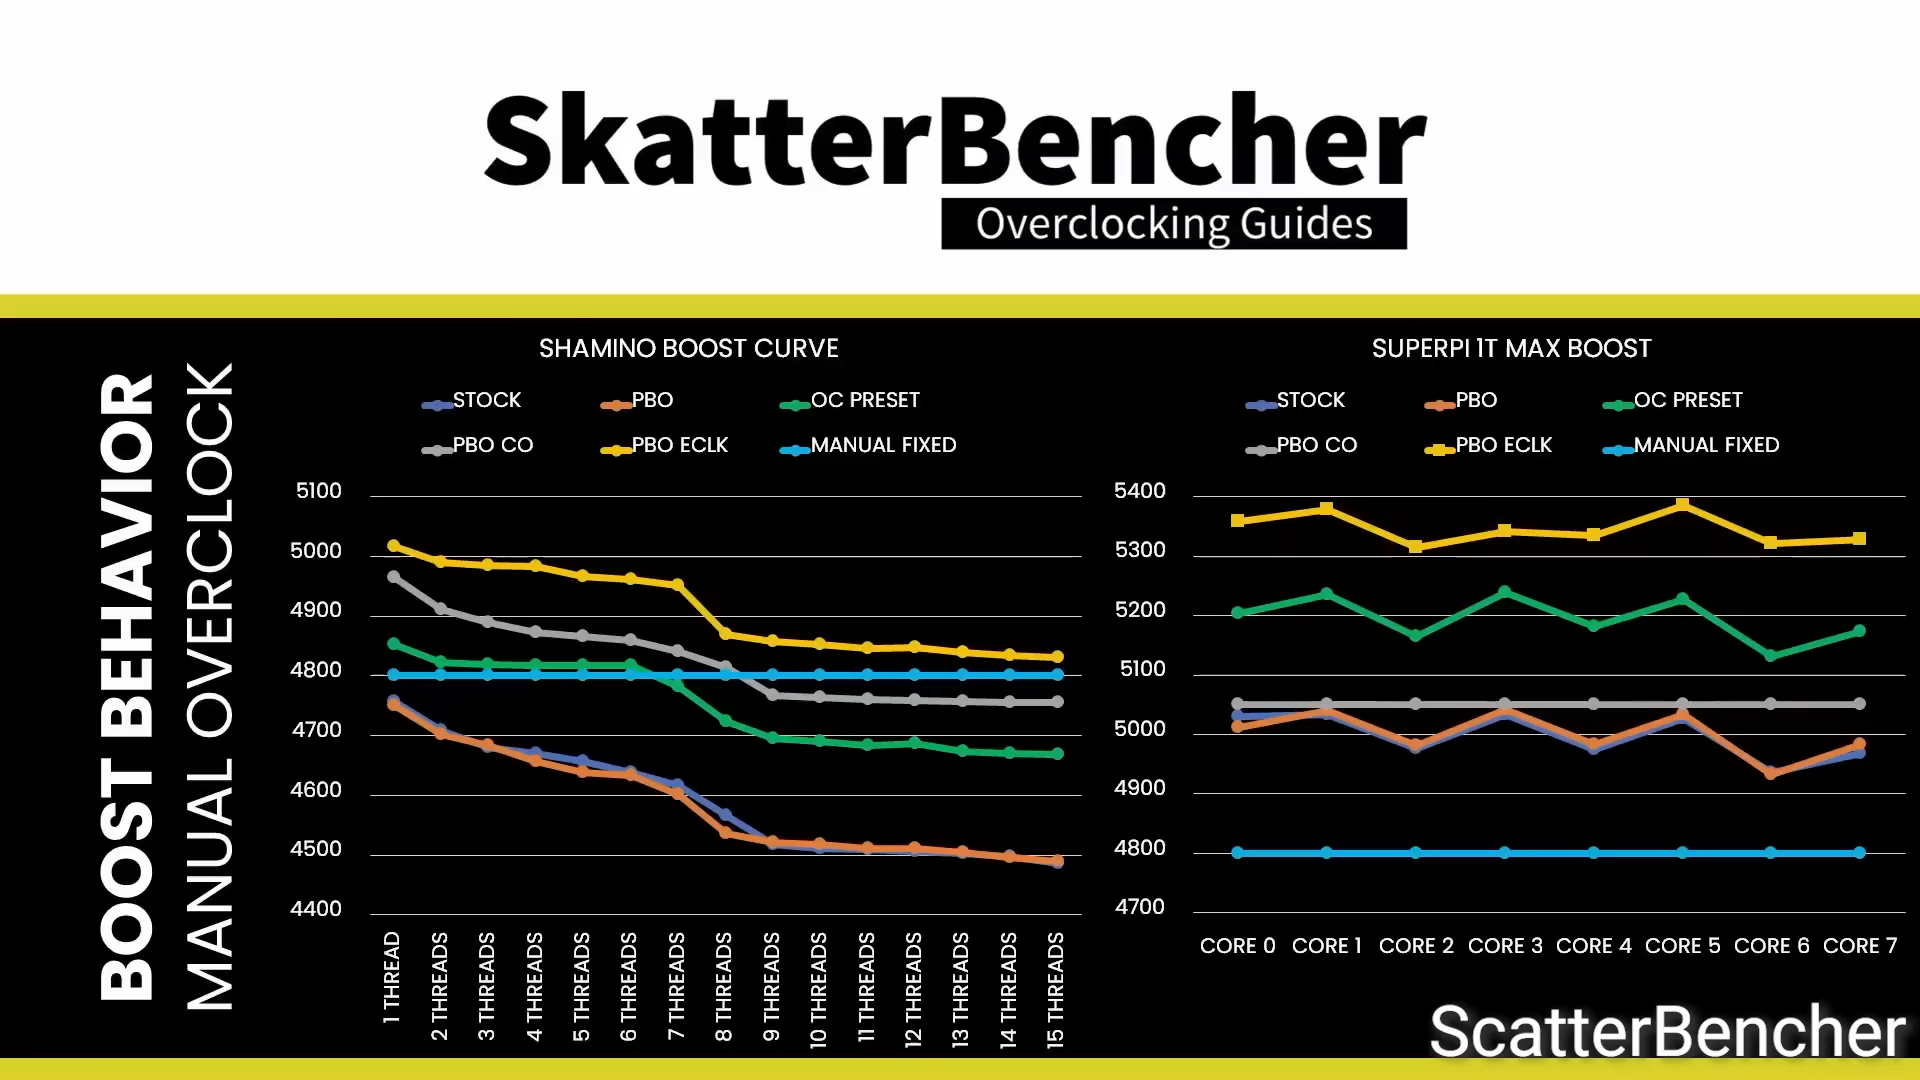 SkatterBencher
Overclocking Guides
BOOST BEHAVIOR
MANUAL OVERCLOCK
SHAMINO BOOST CURVE
STOCK PBO OC PRESET
PBO CO PBO ECLK MANUAL FIXED
5100
5000
4900
4800
4700
4600
4500
4400
1 THREAD
2 THREADS
3 THREADS
4 THREADS
5 THREADS
6 THREADS
7 THREADS
8 THREADS
9 THREADS
10 THREADS
11 THREADS
12 THREADS
13 THREADS
14 THREADS
15 THREADS
SUPERPI 1T MAX BOOST
STOCK PBO OC PRESET
PBO CO PBO ECLK MANUAL FIXED
5400
5300
5200
5100
5000
4900
4800
4700
CORE 0 CORE 1 CORE 2 CORE 3 CORE 4 CORE 5 CORE 6 CORE 7
ScatterBencher